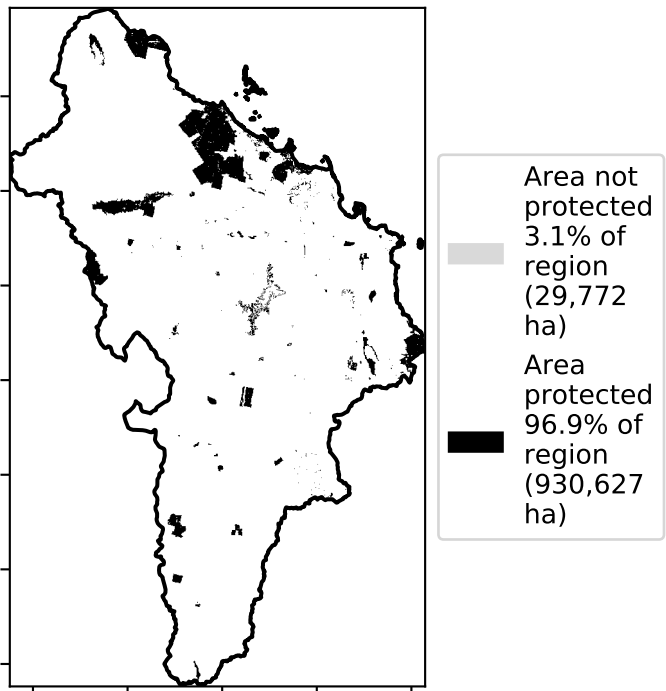 Area not
protected
3.1% of
region
(29,772
ha)
Area
protected
96.9% of
region
(930,627
ha)